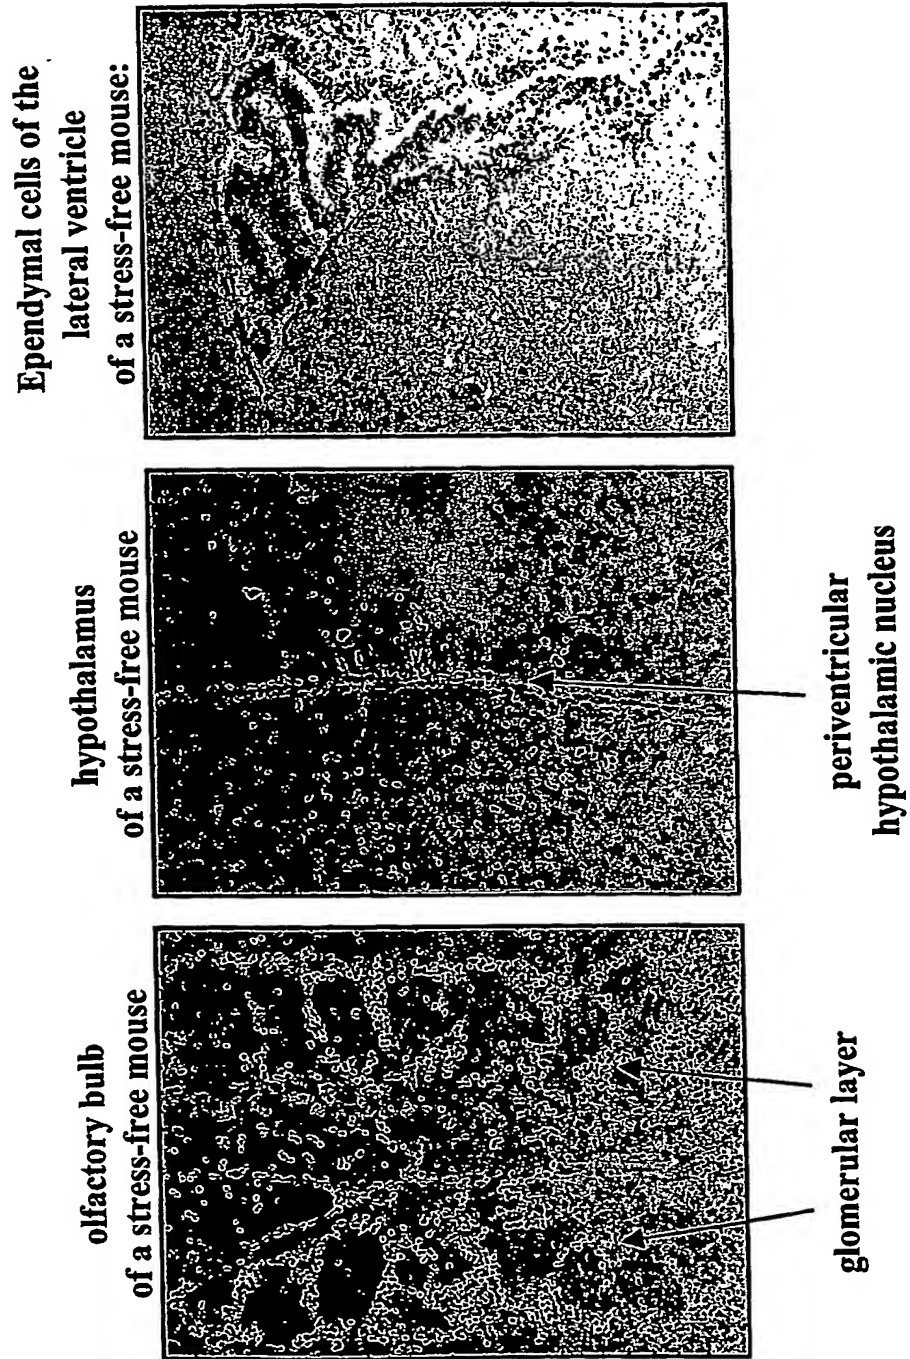 olfactory bulb
of a stress-free mouse
hypothalamus
of a stress-free mouse
Ependymal cells of the
lateral ventricle
of a stress-free mouse:
glomerular layer
periventricular
hypothalamic nucleus